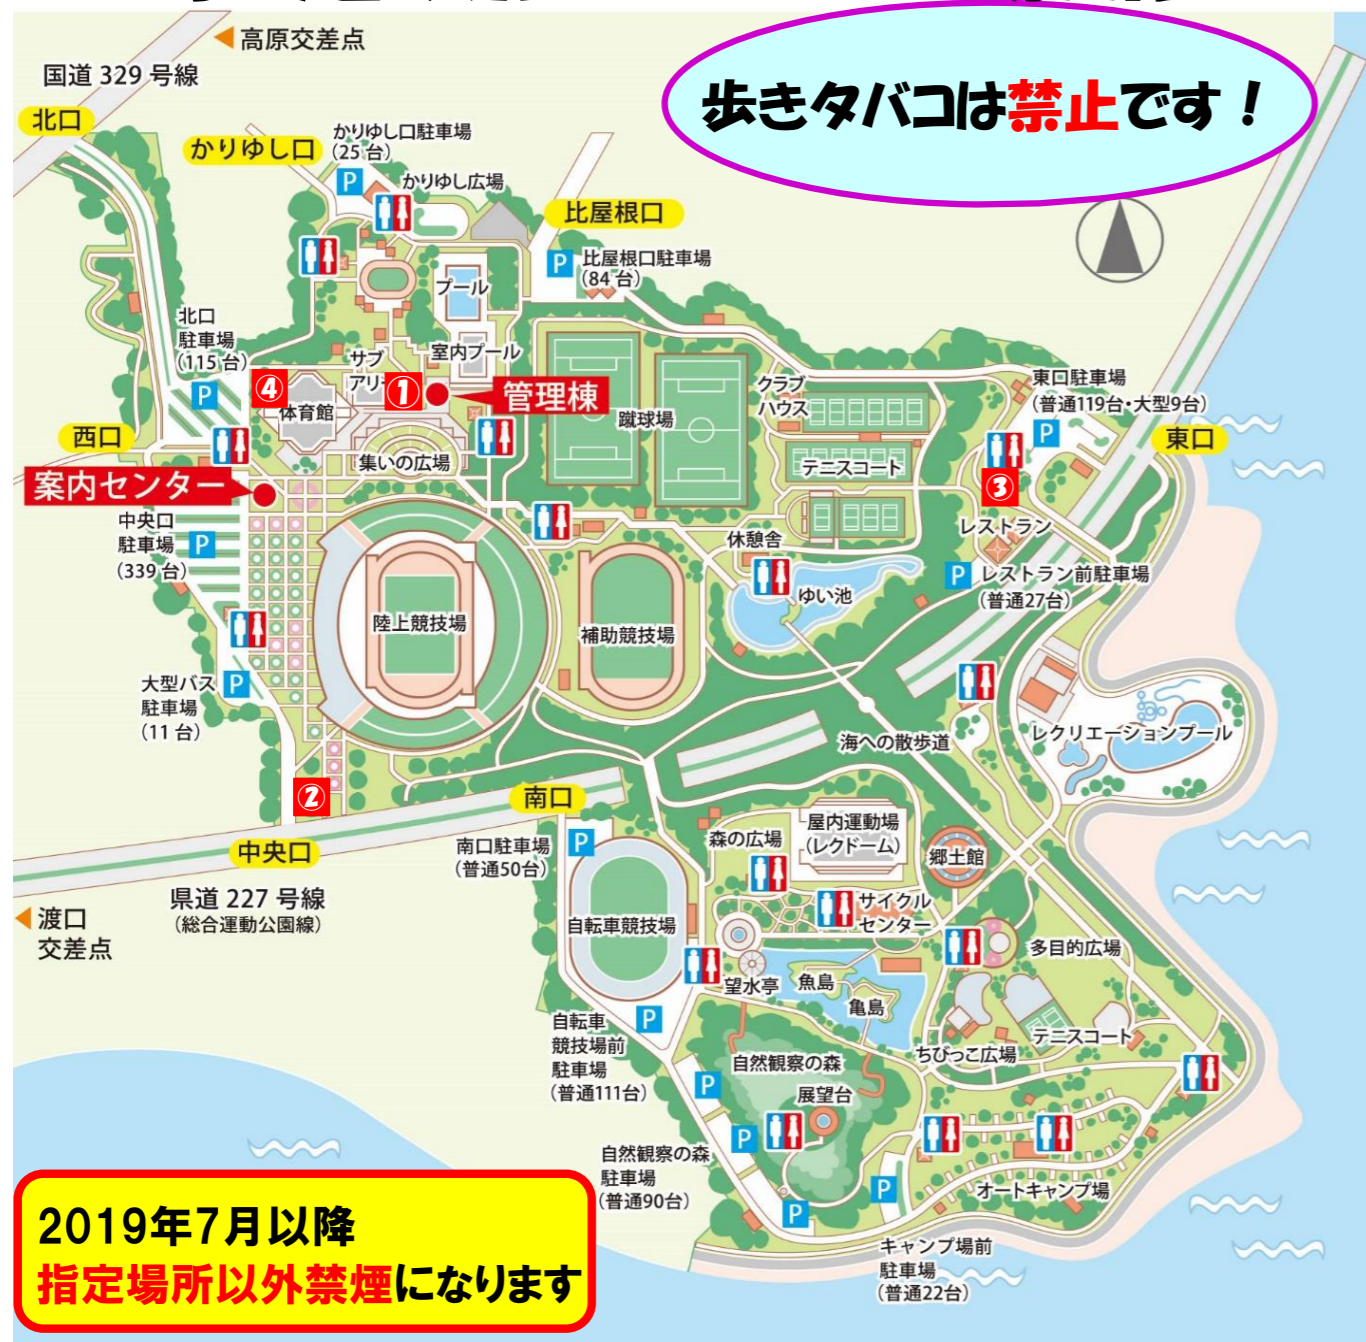 高原交差点
国道 329 号線
歩きタバコは禁止です！
北口
かりゆし口
かりゆし口駐車場
(25 台)
P
かりゆし広場
比屋根口
P
比屋根口駐車場
(84 台)
プール
北口
駐車場
(115 台)
P
サブ
アリ
室内プール
④
体育館
①
管理棟
蹴球場
クラブ
ハウス
東口駐車場
(普通119台・大型9台)
P
東口
西口
集いの広場
テニスコート
案内センター
③
中央口
駐車場
(339 台)
P
レストラン
休憩舎
ゆい池
P
レストラン前駐車場
(普通27台)
陸上競技場
補助競技場
大型バス
駐車場
(11 台)
P
海への散歩道
レクリエーションプール
②
南口
中央口
南口駐車場
(普通50台)
P
森の広場
屋内運動場
(レクドーム)
郷土館
県道 227 号線
(総合運動公園線)
渡口
交差点
自転車競技場
サイクル
センター
多目的広場
望水亭
魚島
亀島
自転車
競技場前
駐車場
(普通111台)
P
テニスコート
ちびっこ広場
自然観察の森
展望台
P
P
自然観察の森
駐車場
(普通90台)
P
P
オートキャンプ場
キャンプ場前
駐車場
(普通22台)
2019年7月以降
指定場所以外禁煙になります